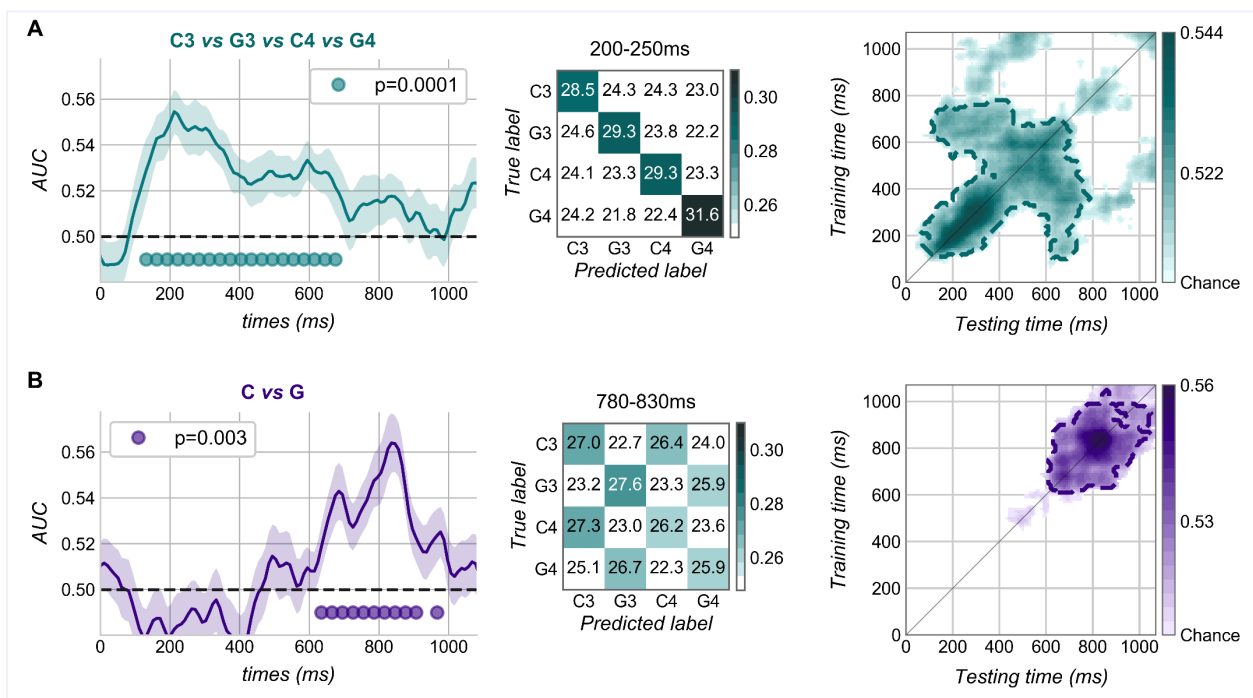 A
C3 vs G3 vs C4 vs G4
p=0.0001
0.56
0.54
0.52
0.50
AUC
0 200 400 600 800 1000
times (ms)
200-250ms
C3 28.5 24.3 24.3 23.0
G3 24.6 29.3 23.8 22.2
C4 24.1 23.3 29.3 23.3
G4 24.2 21.8 22.4 31.6
C3 G3 C4 G4
True label
Predicted label
0.30
0.28
0.26
1000
800
600
400
200
0
Training time (ms)
0 200 400 600 800 1000
Testing time (ms)
0.544
0.522
Chance
B
C vs G
p=0.003
0.56
0.54
0.52
0.50
AUC
0 200 400 600 800 1000
times (ms)
780-830ms
C3 27.0 22.7 26.4 24.0
G3 23.2 27.6 23.3 25.9
C4 27.3 23.0 26.2 23.6
G4 25.1 26.7 22.3 25.9
C3 G3 C4 G4
True label
Predicted label
0.30
0.28
0.26
1000
800
600
400
200
0
Training time (ms)
0 200 400 600 800 1000
Testing time (ms)
0.56
0.53
Chance